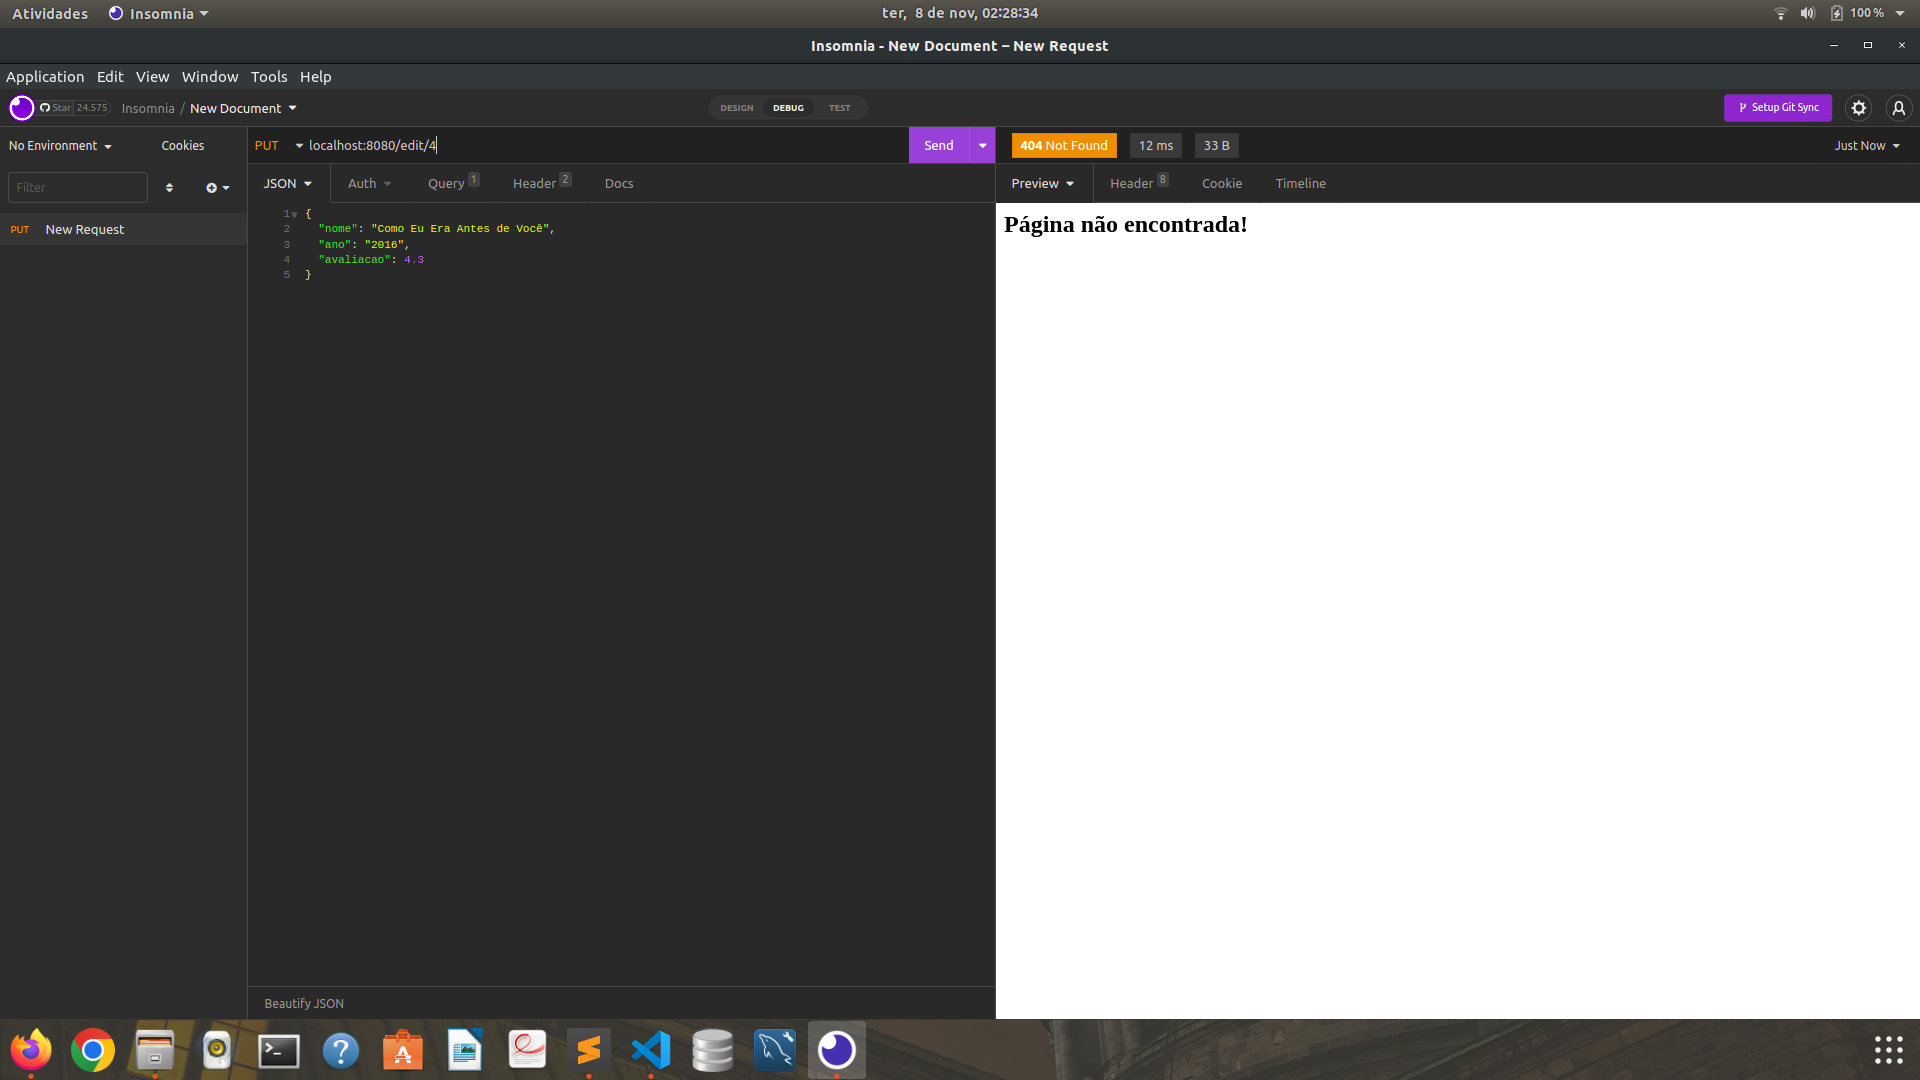 Atividades Insomnia ter, 8 de nov, 02:28:34 100 %
Insomnia - New Document – New Request
Application Edit View Window Tools Help
Star 24.575 Insomnia / New Document DESIGN DEBUG TEST Setup Git Sync
No Environment Cookies PUT localhost:8080/edit/4 Send 404 Not Found 12 ms 33 B Just Now
Filter JSON Auth Query 1 Header 2 Docs Preview Header 8 Cookie Timeline
PUT New Request
1 {
2 "nome": "Como Eu Era Antes de Você",
3 "ano": "2016",
4 "avaliacao": 4.3
5 }
Página não encontrada!
Beautify JSON